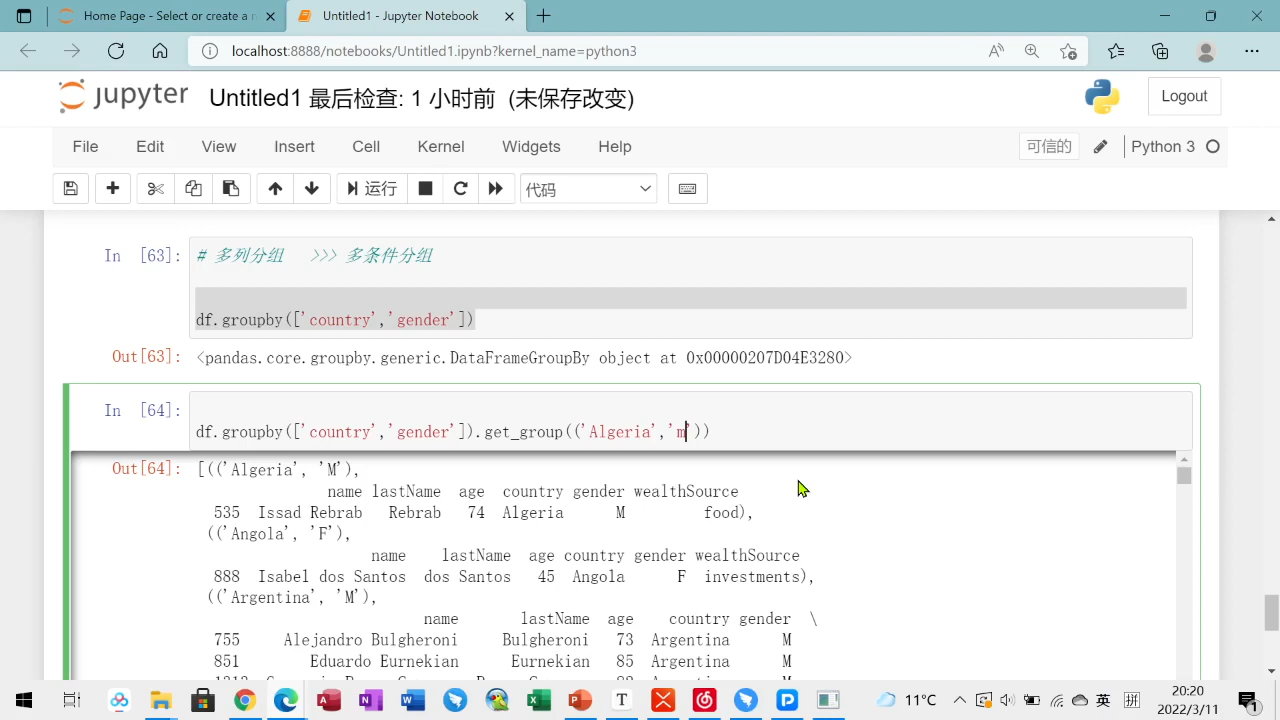 Home
Untitled1 - Jupyter Notebook
localhost:8888/notebooks/Untitled1.ipynb?kernel_name=python3
jupyter Untitled1 最后检查: 1 小时前 (未保存改变)
Logout
File Edit View Insert Cell Kernel Widgets Help 可信的 Python 3
运行 代码
In [63]: # 多列分组 >>> 多条件分组
df.groupby(['country','gender'])
Out[63]: <pandas.core.groupby.generic.DataFrameGroupBy object at 0x00000207D04E3280>
In [64]:
df.groupby(['country','gender']).get_group(('Algeria','m'))
Out[64]: [(('Algeria', 'M'),
name lastName age country gender wealthSource
535 Issad Rebrab Rebrab 74 Algeria M food),
(('Angola', 'F'),
name lastName age country gender wealthSource
888 Isabel dos Santos dos Santos 45 Angola F investments),
(('Argentina', 'M'),
name lastName age country gender \
755 Alejandro Bulgheroni Bulgheroni 73 Argentina M
851 Eduardo Eurnekian Eurnekian 85 Argentina M
11°C 英 拼 20:20
2022/3/11